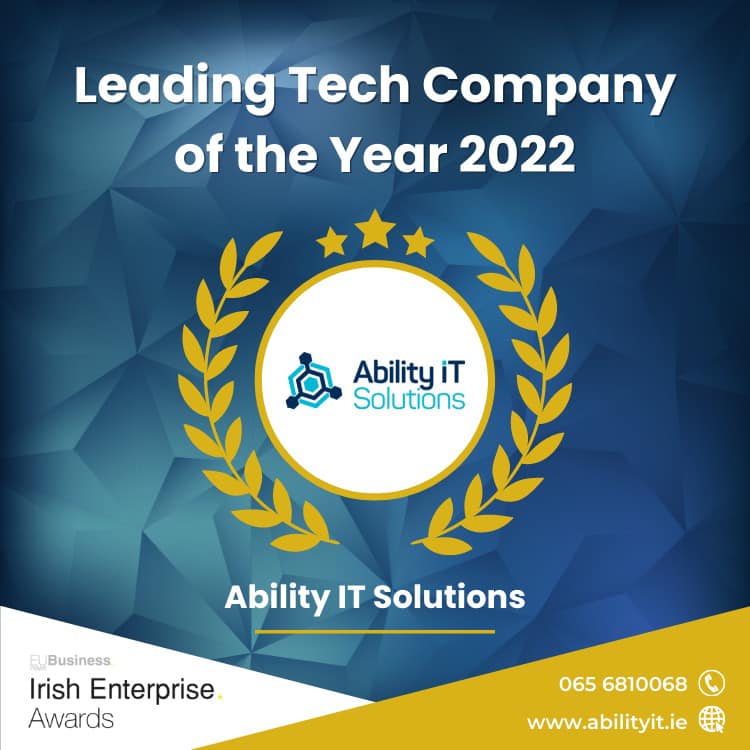 Leading Tech Company
of the Year 2022
Ability iT
Solutions
Ability IT Solutions
EUBusiness.
Irish Enterprise.
Awards
065 6810068
www.abilityit.ie